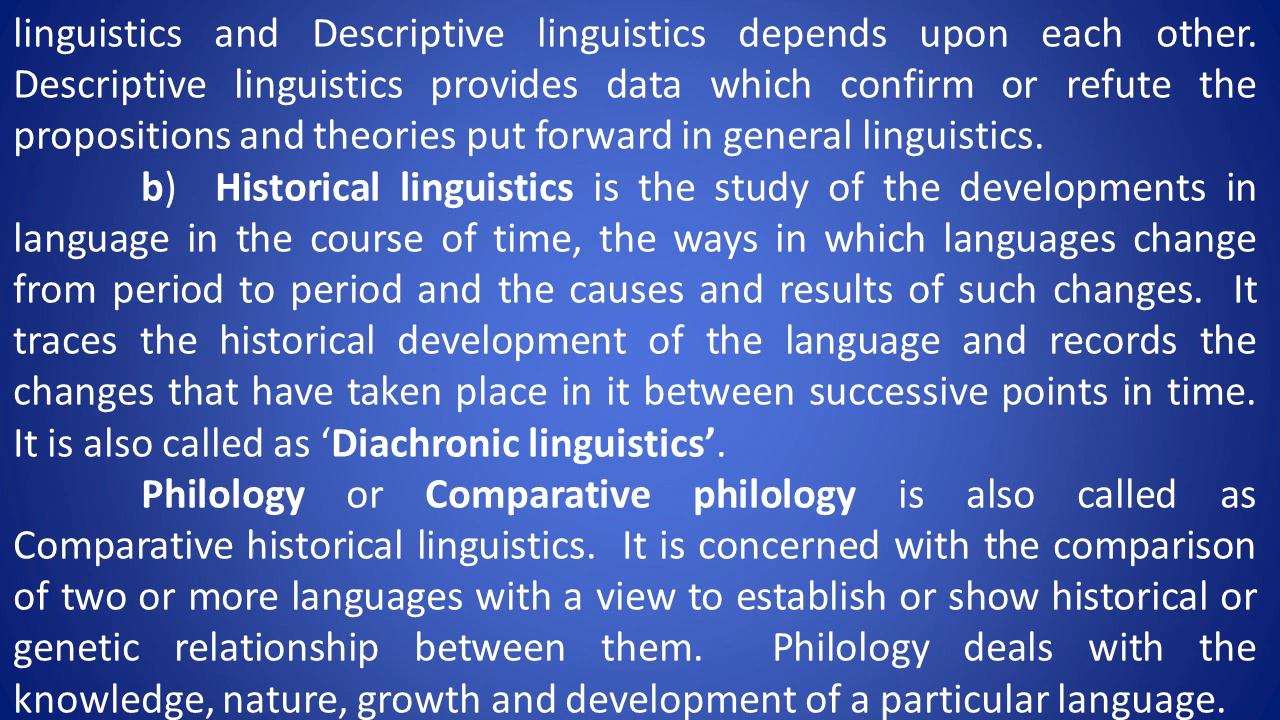 linguistics and Descriptive linguistics depends upon each other.
Descriptive linguistics provides data which confirm or refute the
propositions and theories put forward in general linguistics.
b) Historical linguistics is the study of the developments in
language in the course of time, the ways in which languages change
from period to period and the causes and results of such changes. It
traces the historical development of the language and records the
changes that have taken place in it between successive points in time.
It is also called as ‘Diachronic linguistics’.
Philology or Comparative philology is also called as
Comparative historical linguistics. It is concerned with the comparison
of two or more languages with a view to establish or show historical or
genetic relationship between them. Philology deals with the
knowledge, nature, growth and development of a particular language.